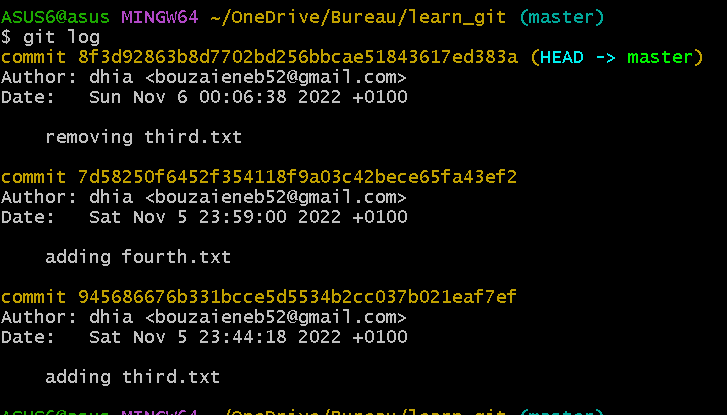 ASUS6@asus MINGW64 ~/OneDrive/Bureau/learn_git (master)
$ git log
commit 8f3d92863b8d7702bd256bbcae51843617ed383a (HEAD -> master)
Author: dhia <bouzaieneb52@gmail.com>
Date:   Sun Nov 6 00:06:38 2022 +0100
removing third.txt
commit 7d58250f6452f354118f9a03c42bece65fa43ef2
Author: dhia <bouzaieneb52@gmail.com>
Date:   Sat Nov 5 23:59:00 2022 +0100
adding fourth.txt
commit 945686676b331bcce5d5534b2cc037b021eaf7ef
Author: dhia <bouzaieneb52@gmail.com>
Date:   Sat Nov 5 23:44:18 2022 +0100
adding third.txt
ASUS6@asus MINGW64 ~/OneDrive/Bureau/learn_git (master)